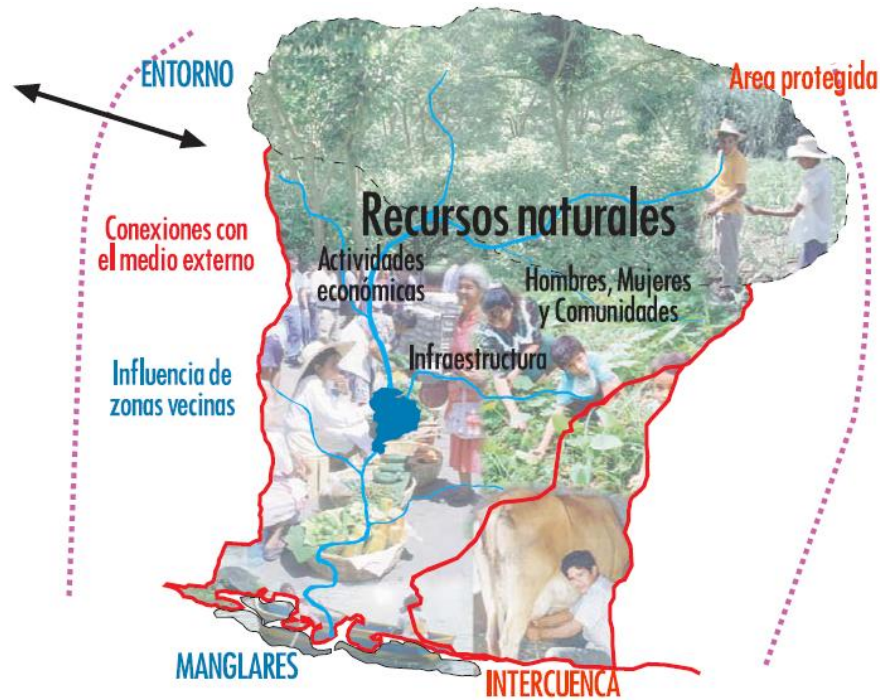 ENTORNO
Area protegida
Recursos naturales
Conexiones con
el medio externo
Actividades
económicas
Hombres, Mujeres
y Comunidades
Infraestructura
Influencia de
zonas vecinas
MANGLARES
INTERCUENCA